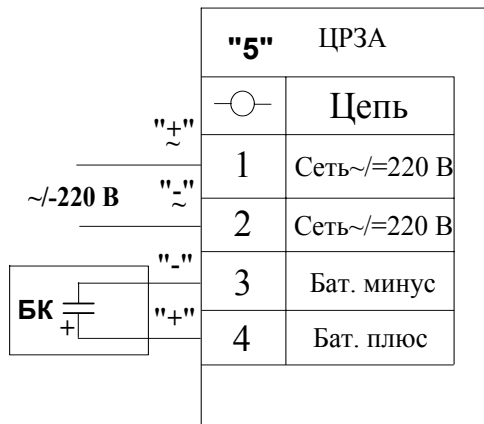 "5" ЦРЗА
Цепь
"+"
~
1 Сеть~/=220 В
~/-220 В
"-"
~
2 Сеть~/=220 В
"-"
3 Бат. минус
БК
+
"+"
4 Бат. плюс